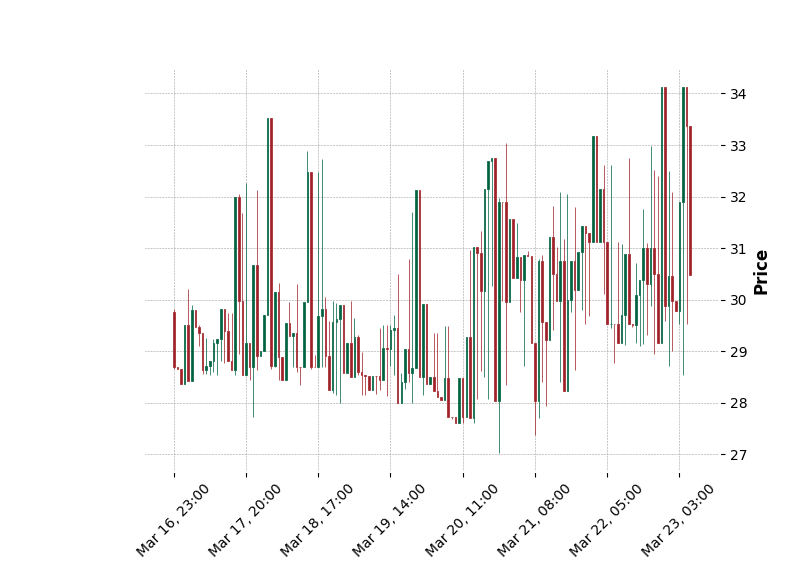 34
33
32
31
30
29
28
27
Price
Mar 16, 23:00
Mar 17, 20:00
Mar 18, 17:00
Mar 19, 14:00
Mar 20, 11:00
Mar 21, 08:00
Mar 22, 05:00
Mar 23, 03:00